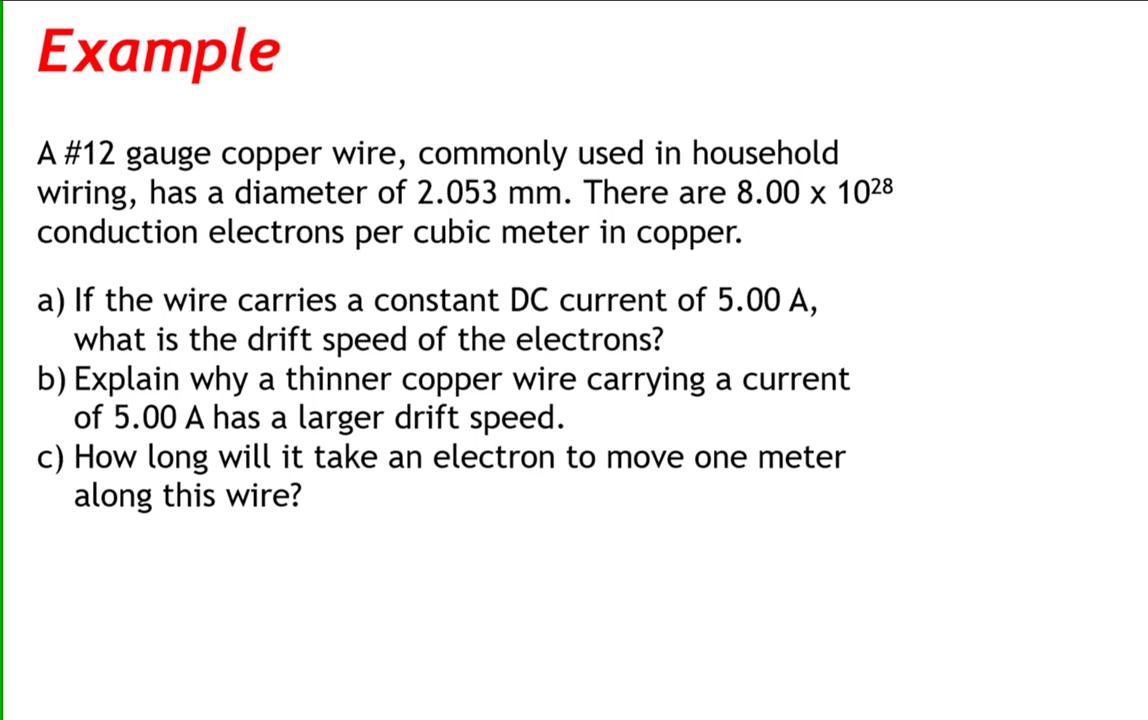 Example
A #12 gauge copper wire, commonly used in household
wiring, has a diameter of 2.053 mm. There are 8.00 x 10²⁸
conduction electrons per cubic meter in copper.
a) If the wire carries a constant DC current of 5.00 A,
what is the drift speed of the electrons?
b) Explain why a thinner copper wire carrying a current
of 5.00 A has a larger drift speed.
c) How long will it take an electron to move one meter
along this wire?